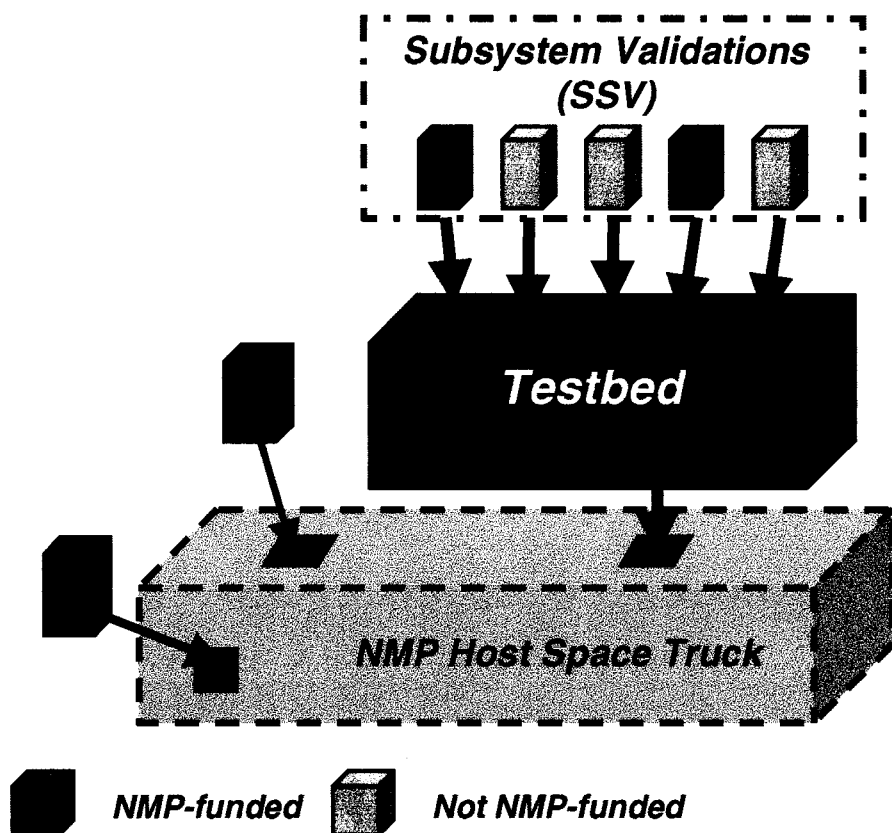 Subsystem Validations
(SSV)
Testbed
NMP Host Space Truck
NMP-funded
Not NMP-funded